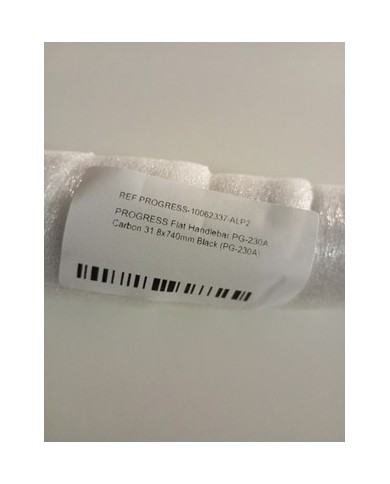 REF PROGRESS-10062337-ALP2
PROGRESS Flat Handlebar PG-230A
Carbon 31.8x740mm Black (PG-230A)